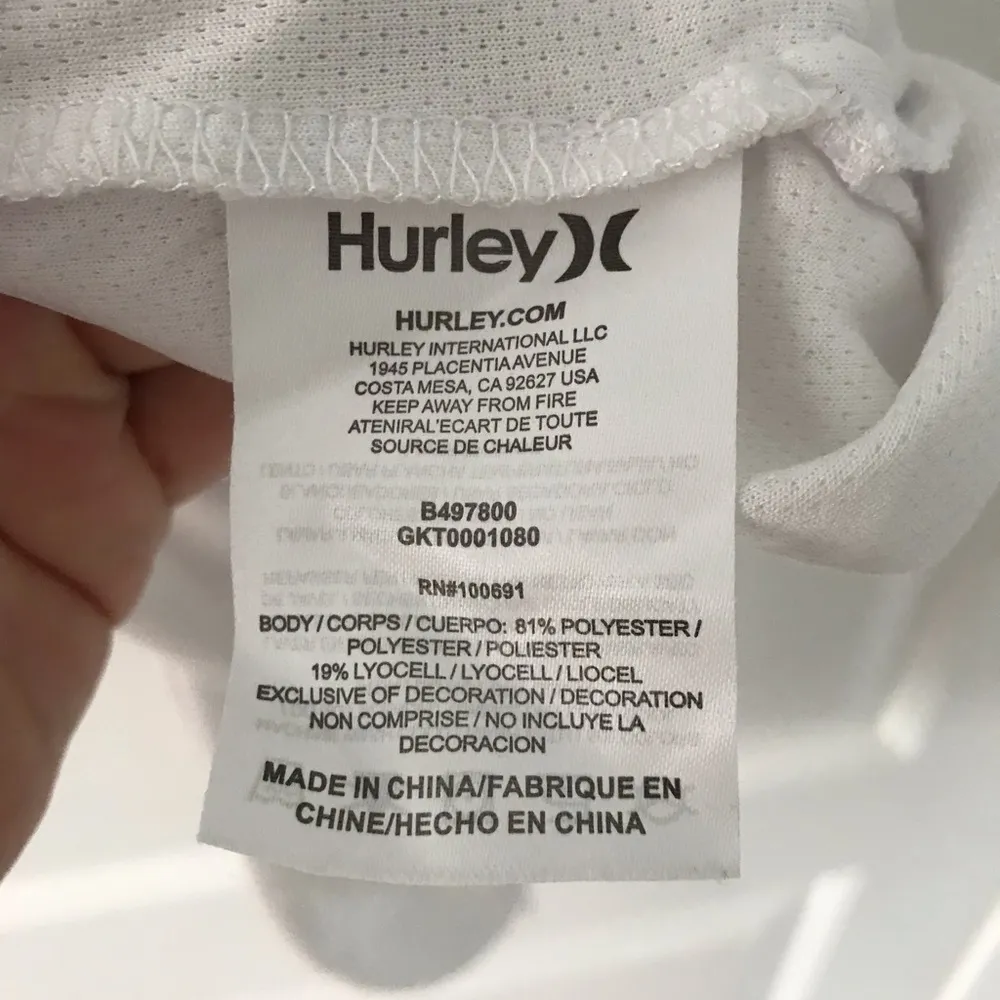 Hurley
HURLEY.COM
HURLEY INTERNATIONAL LLC
1945 PLACENTIA AVENUE
COSTA MESA, CA 92627 USA
KEEP AWAY FROM FIRE
ATENIRAL'ECART DE TOUTE
SOURCE DE CHALEUR
B497800
GKT0001080
RN#100691
BODY / CORPS / CUERPO: 81% POLYESTER /
POLYESTER / POLIESTER
19% LYOCELL / LYOCELL / LIOCEL
EXCLUSIVE OF DECORATION / DECORATION
NON COMPRISE / NO INCLUYE LA
DECORACION
MADE IN CHINA/FABRIQUE EN
CHINE/HECHO EN CHINA